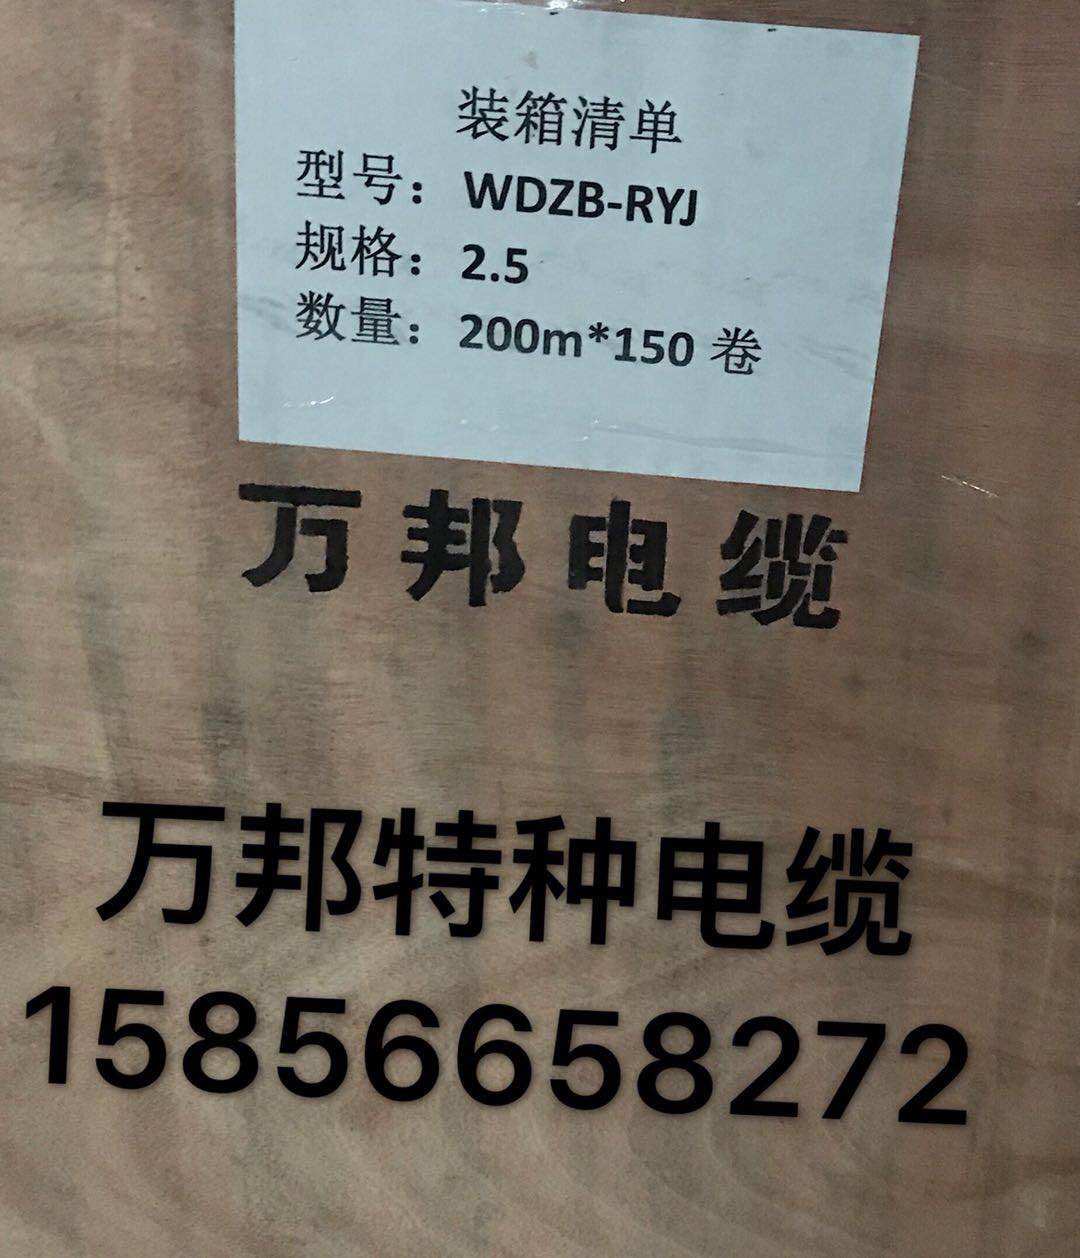 装箱清单
型号：WDZB-RYJ
规格：2.5
数量：200m*150 卷
万邦电缆
万邦特种电缆
15856658272